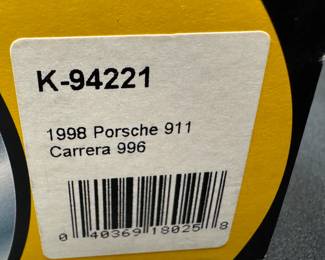 K-94221
1998 Porsche 911
Carrera 996
0 40369 18025 8